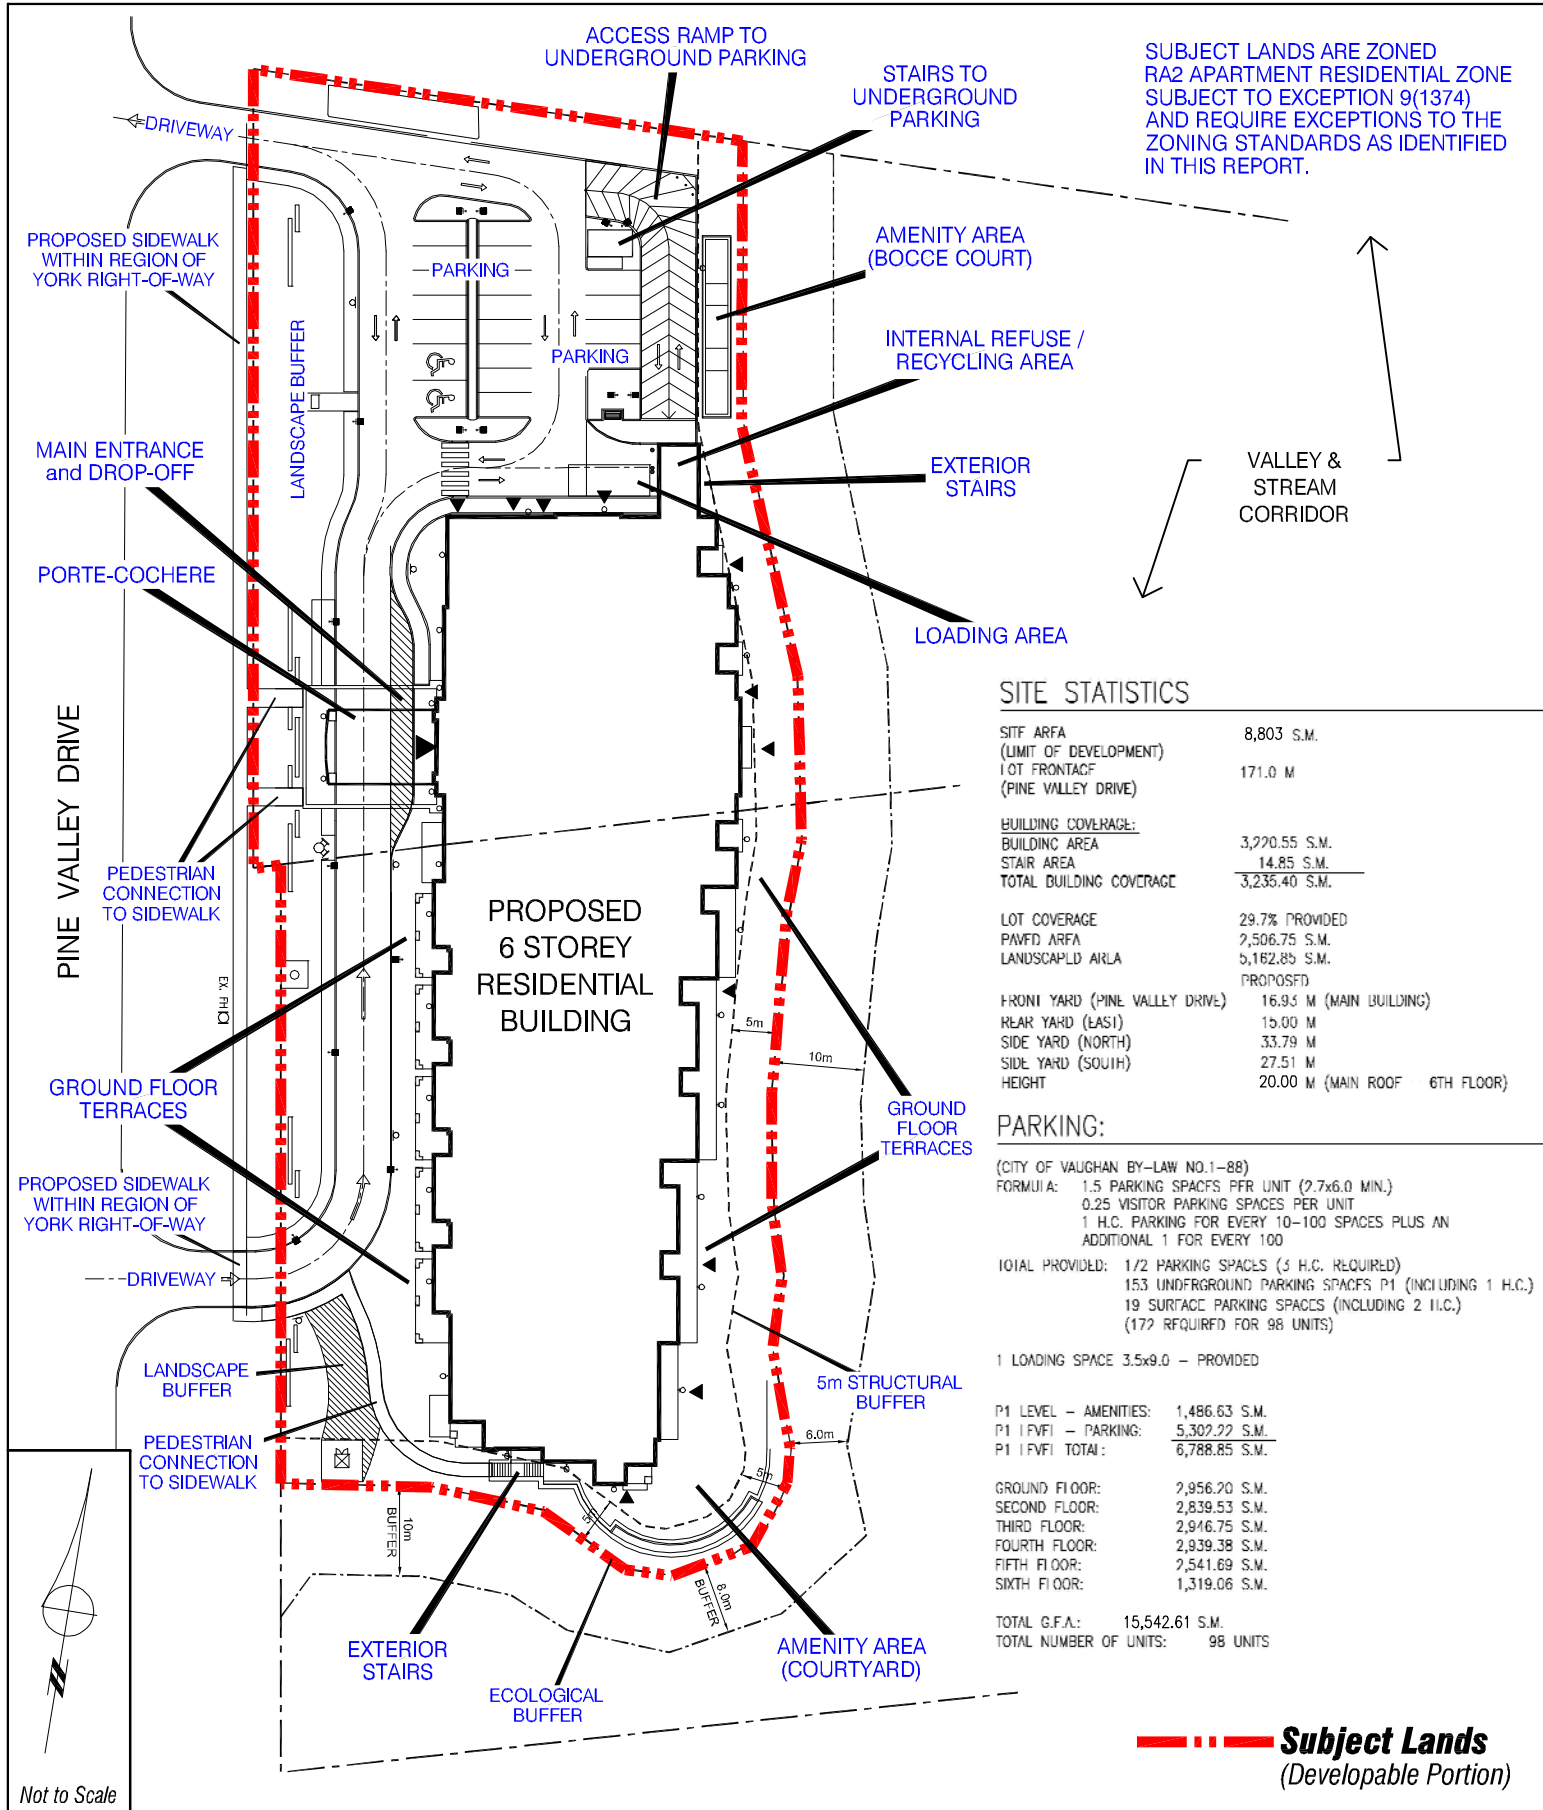 ACCESS RAMP TO
UNDERGROUND PARKING
STAIRS TO
UNDERGROUND
PARKING
SUBJECT LANDS ARE ZONED
RA2 APARTMENT RESIDENTIAL ZONE
SUBJECT TO EXCEPTION 9(1374)
AND REQUIRE EXCEPTIONS TO THE
ZONING STANDARDS AS IDENTIFIED
IN THIS REPORT.
DRIVEWAY
PROPOSED SIDEWALK
WITHIN REGION OF
YORK RIGHT-OF-WAY
LANDSCAPE BUFFER
PARKING
PARKING
AMENITY AREA
(BOCCE COURT)
INTERNAL REFUSE /
RECYCLING AREA
MAIN ENTRANCE
and DROP-OFF
EXTERIOR
STAIRS
VALLEY &
STREAM
CORRIDOR
PORTE-COCHERE
LOADING AREA
PINE VALLEY DRIVE
PEDESTRIAN
CONNECTION
TO SIDEWALK
EX. FH
PROPOSED
6 STOREY
RESIDENTIAL
BUILDING
5m
10m
GROUND FLOOR
TERRACES
GROUND
FLOOR
TERRACES
PROPOSED SIDEWALK
WITHIN REGION OF
YORK RIGHT-OF-WAY
DRIVEWAY
LANDSCAPE
BUFFER
5m STRUCTURAL
BUFFER
PEDESTRIAN
CONNECTION
TO SIDEWALK
6.0m
5m
5m
10m
BUFFER
8.0m
BUFFER
EXTERIOR
STAIRS
ECOLOGICAL
BUFFER
AMENITY AREA
(COURTYARD)
SITE STATISTICS
SITE AREA 8,803 S.M.
(LIMIT OF DEVELOPMENT)
LOT FRONTAGE 171.0 M
(PINE VALLEY DRIVE)
BUILDING COVERAGE:
BUILDING AREA 3,220.55 S.M.
STAIR AREA 14.85 S.M.
TOTAL BUILDING COVERAGE 3,235.40 S.M.
LOT COVERAGE 29.7% PROVIDED
PAVED AREA 2,506.75 S.M.
LANDSCAPED AREA 5,162.85 S.M.
PROPOSED
FRONT YARD (PINE VALLEY DRIVE) 16.93 M (MAIN BUILDING)
REAR YARD (EAST) 15.00 M
SIDE YARD (NORTH) 33.79 M
SIDE YARD (SOUTH) 27.51 M
HEIGHT 20.00 M (MAIN ROOF 6TH FLOOR)
PARKING:
(CITY OF VAUGHAN BY-LAW NO.1-88)
FORMULA: 1.5 PARKING SPACES PER UNIT (2.7x6.0 MIN.)
0.25 VISITOR PARKING SPACES PER UNIT
1 H.C. PARKING FOR EVERY 10-100 SPACES PLUS AN
ADDITIONAL 1 FOR EVERY 100
TOTAL PROVIDED: 172 PARKING SPACES (3 H.C. REQUIRED)
153 UNDERGROUND PARKING SPACES P1 (INCLUDING 1 H.C.)
19 SURFACE PARKING SPACES (INCLUDING 2 H.C.)
(172 REQUIRED FOR 98 UNITS)
1 LOADING SPACE 3.5x9.0 – PROVIDED
P1 LEVEL – AMENITIES: 1,486.63 S.M.
P1 LEVEL – PARKING: 5,302.22 S.M.
P1 LEVEL TOTAL: 6,788.85 S.M.
GROUND FLOOR: 2,956.20 S.M.
SECOND FLOOR: 2,839.53 S.M.
THIRD FLOOR: 2,946.75 S.M.
FOURTH FLOOR: 2,939.38 S.M.
FIFTH FLOOR: 2,541.69 S.M.
SIXTH FLOOR: 1,319.06 S.M.
TOTAL G.F.A.: 15,542.61 S.M.
TOTAL NUMBER OF UNITS: 98 UNITS
Subject Lands
(Developable Portion)
Not to Scale